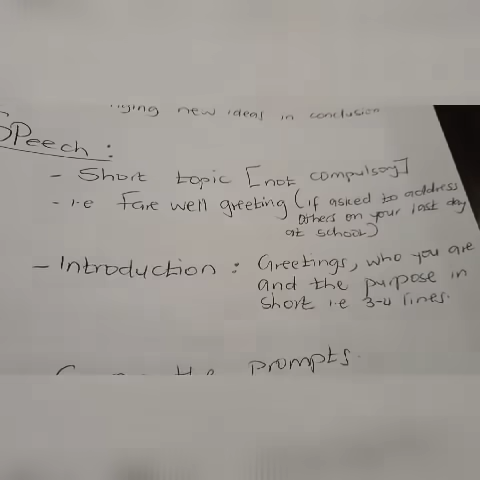 new ideas in conclusion
Speech :
- Short topic [not compulsory]
- i.e Fare well greeting (if asked to address
others on your last day
at school)
- Introduction : Greetings, who you are
and the purpose in
short i.e 3-4 lines.
the prompts.